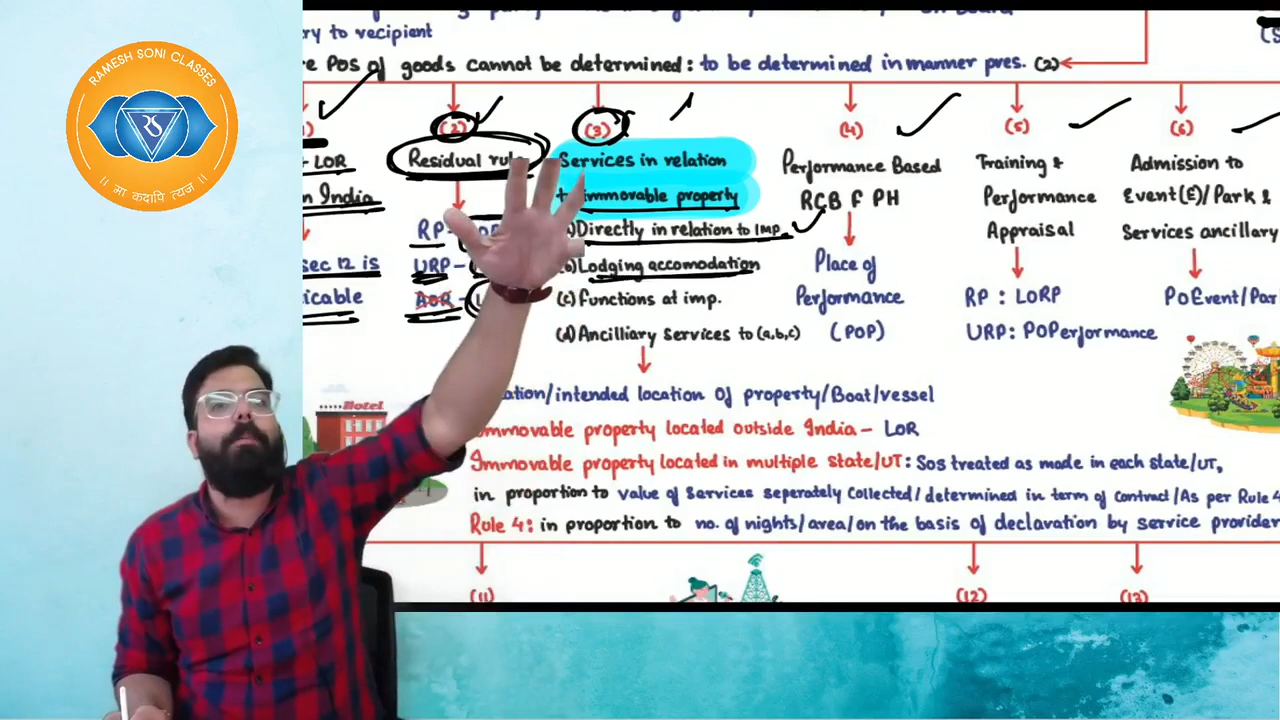 RAMESH SONI CLASSES
।। मा कदापि त्यज ।।
ry to recipient
e POS of goods cannot be determined: to be determined in manner pres. (2)
(2)
(3)
(4)
(5)
(6)
LOR
n India
sec 12 is
icable
Residual
RP-
URP-
AOR -
Services in relation
immovable property
Directly in relation to Imp.
(b) Lodging accomodation
(c) Functions at imp.
(d) Ancilliary services to (a,b,c)
Performance Based
RCB F PH
Place of
Performance
(POP)
Training &
Performance
Appraisal
RP : LORP
URP: POPerformance
Admission to
Event(E)/Park &
Services ancillary
PoEvent/Par
Hotel
ation/intended location of property/Boat/vessel
Immovable property located outside India - LOR
Immovable property located in multiple state/UT: SOS treated as made in each state/UT,
in proportion to value of services seperately collected/determined in term of contract/As per Rule 4
Rule 4: in proportion to no. of nights/area/on the basis of declaration by service provider
(11)
(12)
(13)